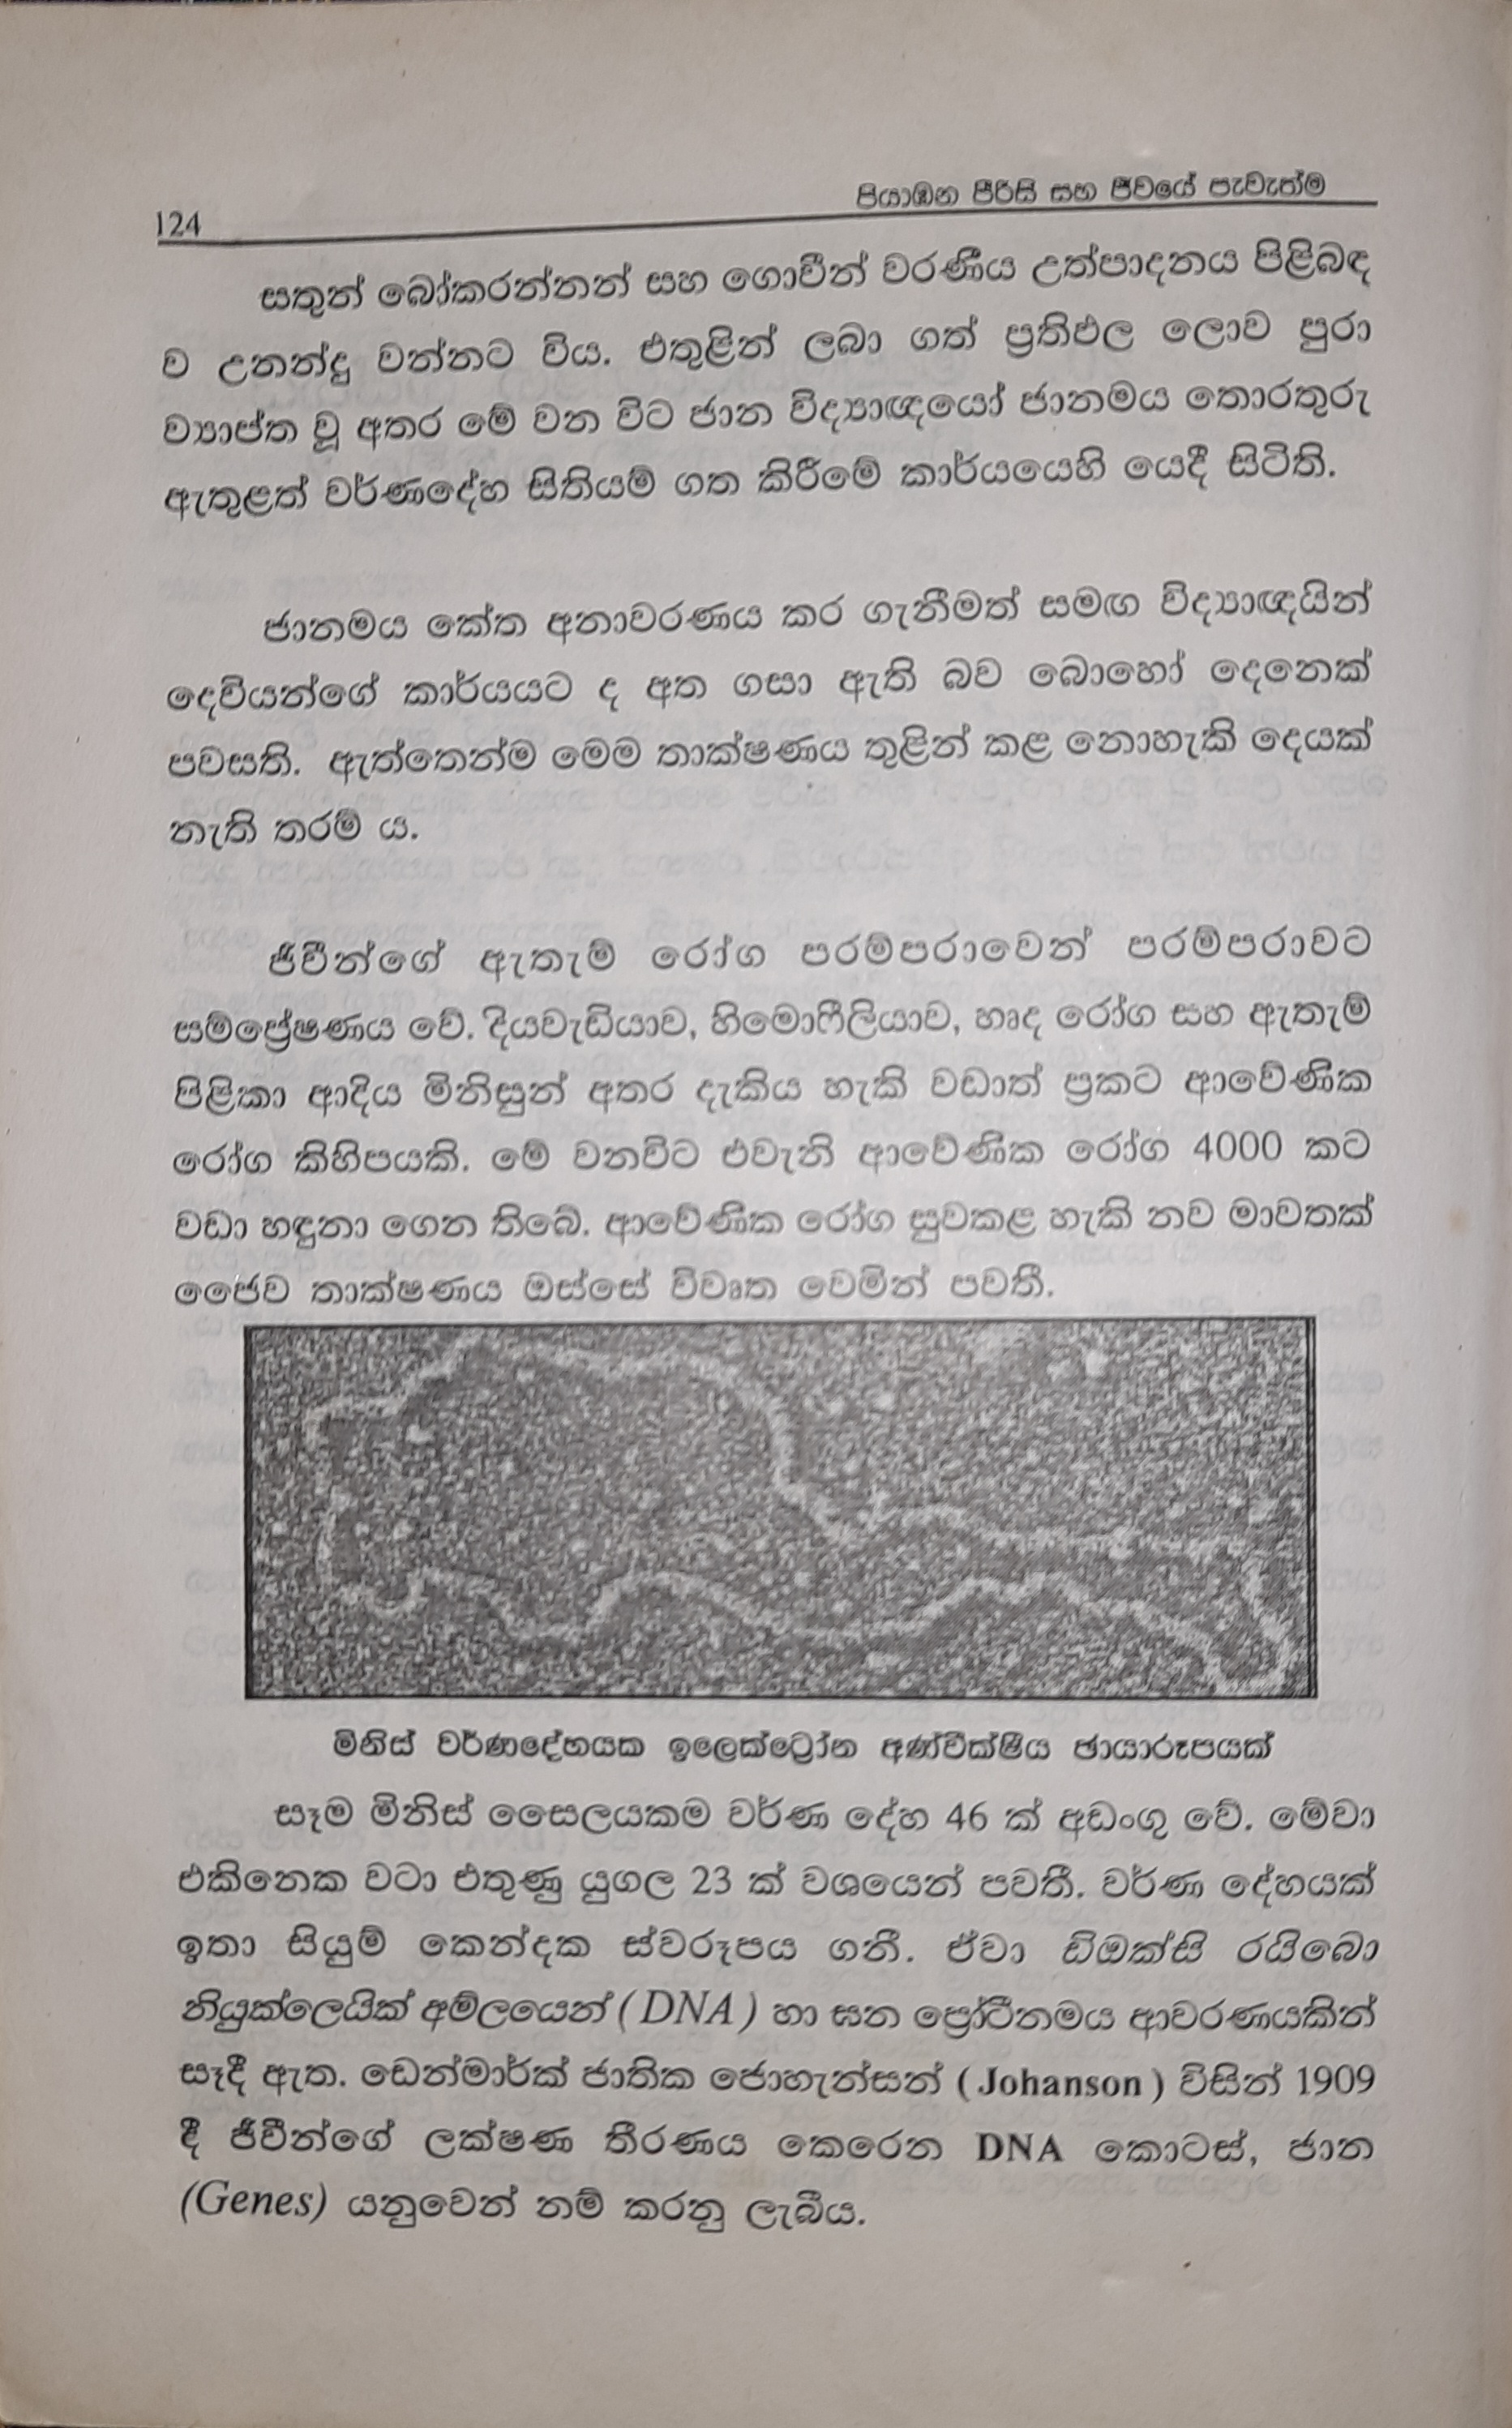 පියාඹන පීරිසි සහ ජීවයේ පැවැත්ම
124
සතුන් බෝකරන්නන් සහ ගොවීන් වරණීය උත්පාදනය පිළිබඳ
ව උනන්දු වන්නට විය. එතුළින් ලබා ගත් ප්‍රතිඵල ලොව පුරා
ව්‍යාප්ත වූ අතර මේ වන විට ජාන විද්‍යාඥයෝ ජානමය තොරතුරු
ඇතුළත් වර්ණදේහ සිතියම් ගත කිරීමේ කාර්යයෙහි යෙදී සිටිති.
ජානමය කේත අනාවරණය කර ගැනීමත් සමඟ විද්‍යාඥයින්
දෙවියන්ගේ කාර්යයට ද අත ගසා ඇති බව බොහෝ දෙනෙක්
පවසති. ඇත්තෙන්ම මෙම තාක්ෂණය තුළින් කළ නොහැකි දෙයක්
නැති තරම් ය.
ජීවීන්ගේ ඇතැම් රෝග පරම්පරාවෙන් පරම්පරාවට
සම්ප්‍රේෂණය වේ. දියවැඩියාව, හිමොෆීලියාව, හෘද රෝග සහ ඇතැම්
පිළිකා ආදිය මිනිසුන් අතර දැකිය හැකි වඩාත් ප්‍රකට ආවේණික
රෝග කිහිපයකි. මේ වනවිට එවැනි ආවේණික රෝග 4000 කට
වඩා හඳුනා ගෙන තිබේ. ආවේණික රෝග සුවකළ හැකි නව මාවතක්
ජෛව තාක්ෂණය ඔස්සේ විවෘත වෙමින් පවතී.
මිනිස් වර්ණදේහයක ඉලෙක්ට්‍රෝන අණ්වීක්ෂීය ඡායාරූපයක්
සෑම මිනිස් සෛලයකම වර්ණ දේහ 46 ක් අඩංගු වේ. මේවා
එකිනෙක වටා එතුණු යුගල 23 ක් වශයෙන් පවතී. වර්ණ දේහයක්
ඉතා සියුම් කෙන්දක ස්වරූපය ගනී. ඒවා ඩිඔක්සි රයිබො
නියුක්ලෙයික් අම්ලයෙන් ( DNA ) හා ඝන ප්‍රෝටීනමය ආවරණයකින්
සෑදී ඇත. ඩෙන්මාර්ක් ජාතික ජොහැන්සන් ( Johanson ) විසින් 1909
දී ජීවීන්ගේ ලක්ෂණ තීරණය කෙරෙන DNA කොටස්, ජාන
(Genes) යනුවෙන් නම් කරනු ලැබීය.